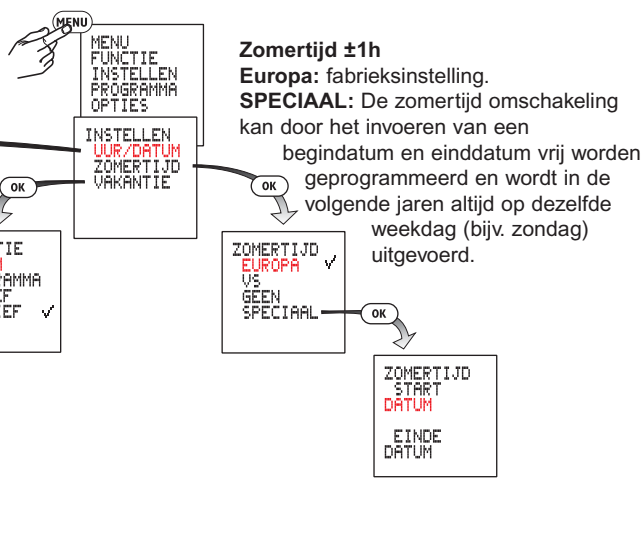 MENU
MENU
FUNCTIE
INSTELLEN
PROGRAMMA
OPTIES
INSTELLEN
UUR/DATUM
ZOMERTIJD
VAKANTIE
OK
Zomertijd ±1h
Europa: fabrieksinstelling.
SPECIAAL: De zomertijd omschakeling
kan door het invoeren van een
begindatum en einddatum vrij worden
geprogrammeerd en wordt in de
volgende jaren altijd op dezelfde
weekdag (bijv. zondag)
uitgevoerd.
OK
ZOMERTIJD
EUROPA ✓
VS
GEEN
SPECIAAL
OK
ZOMERTIJD
START
DATUM
EINDE
DATUM